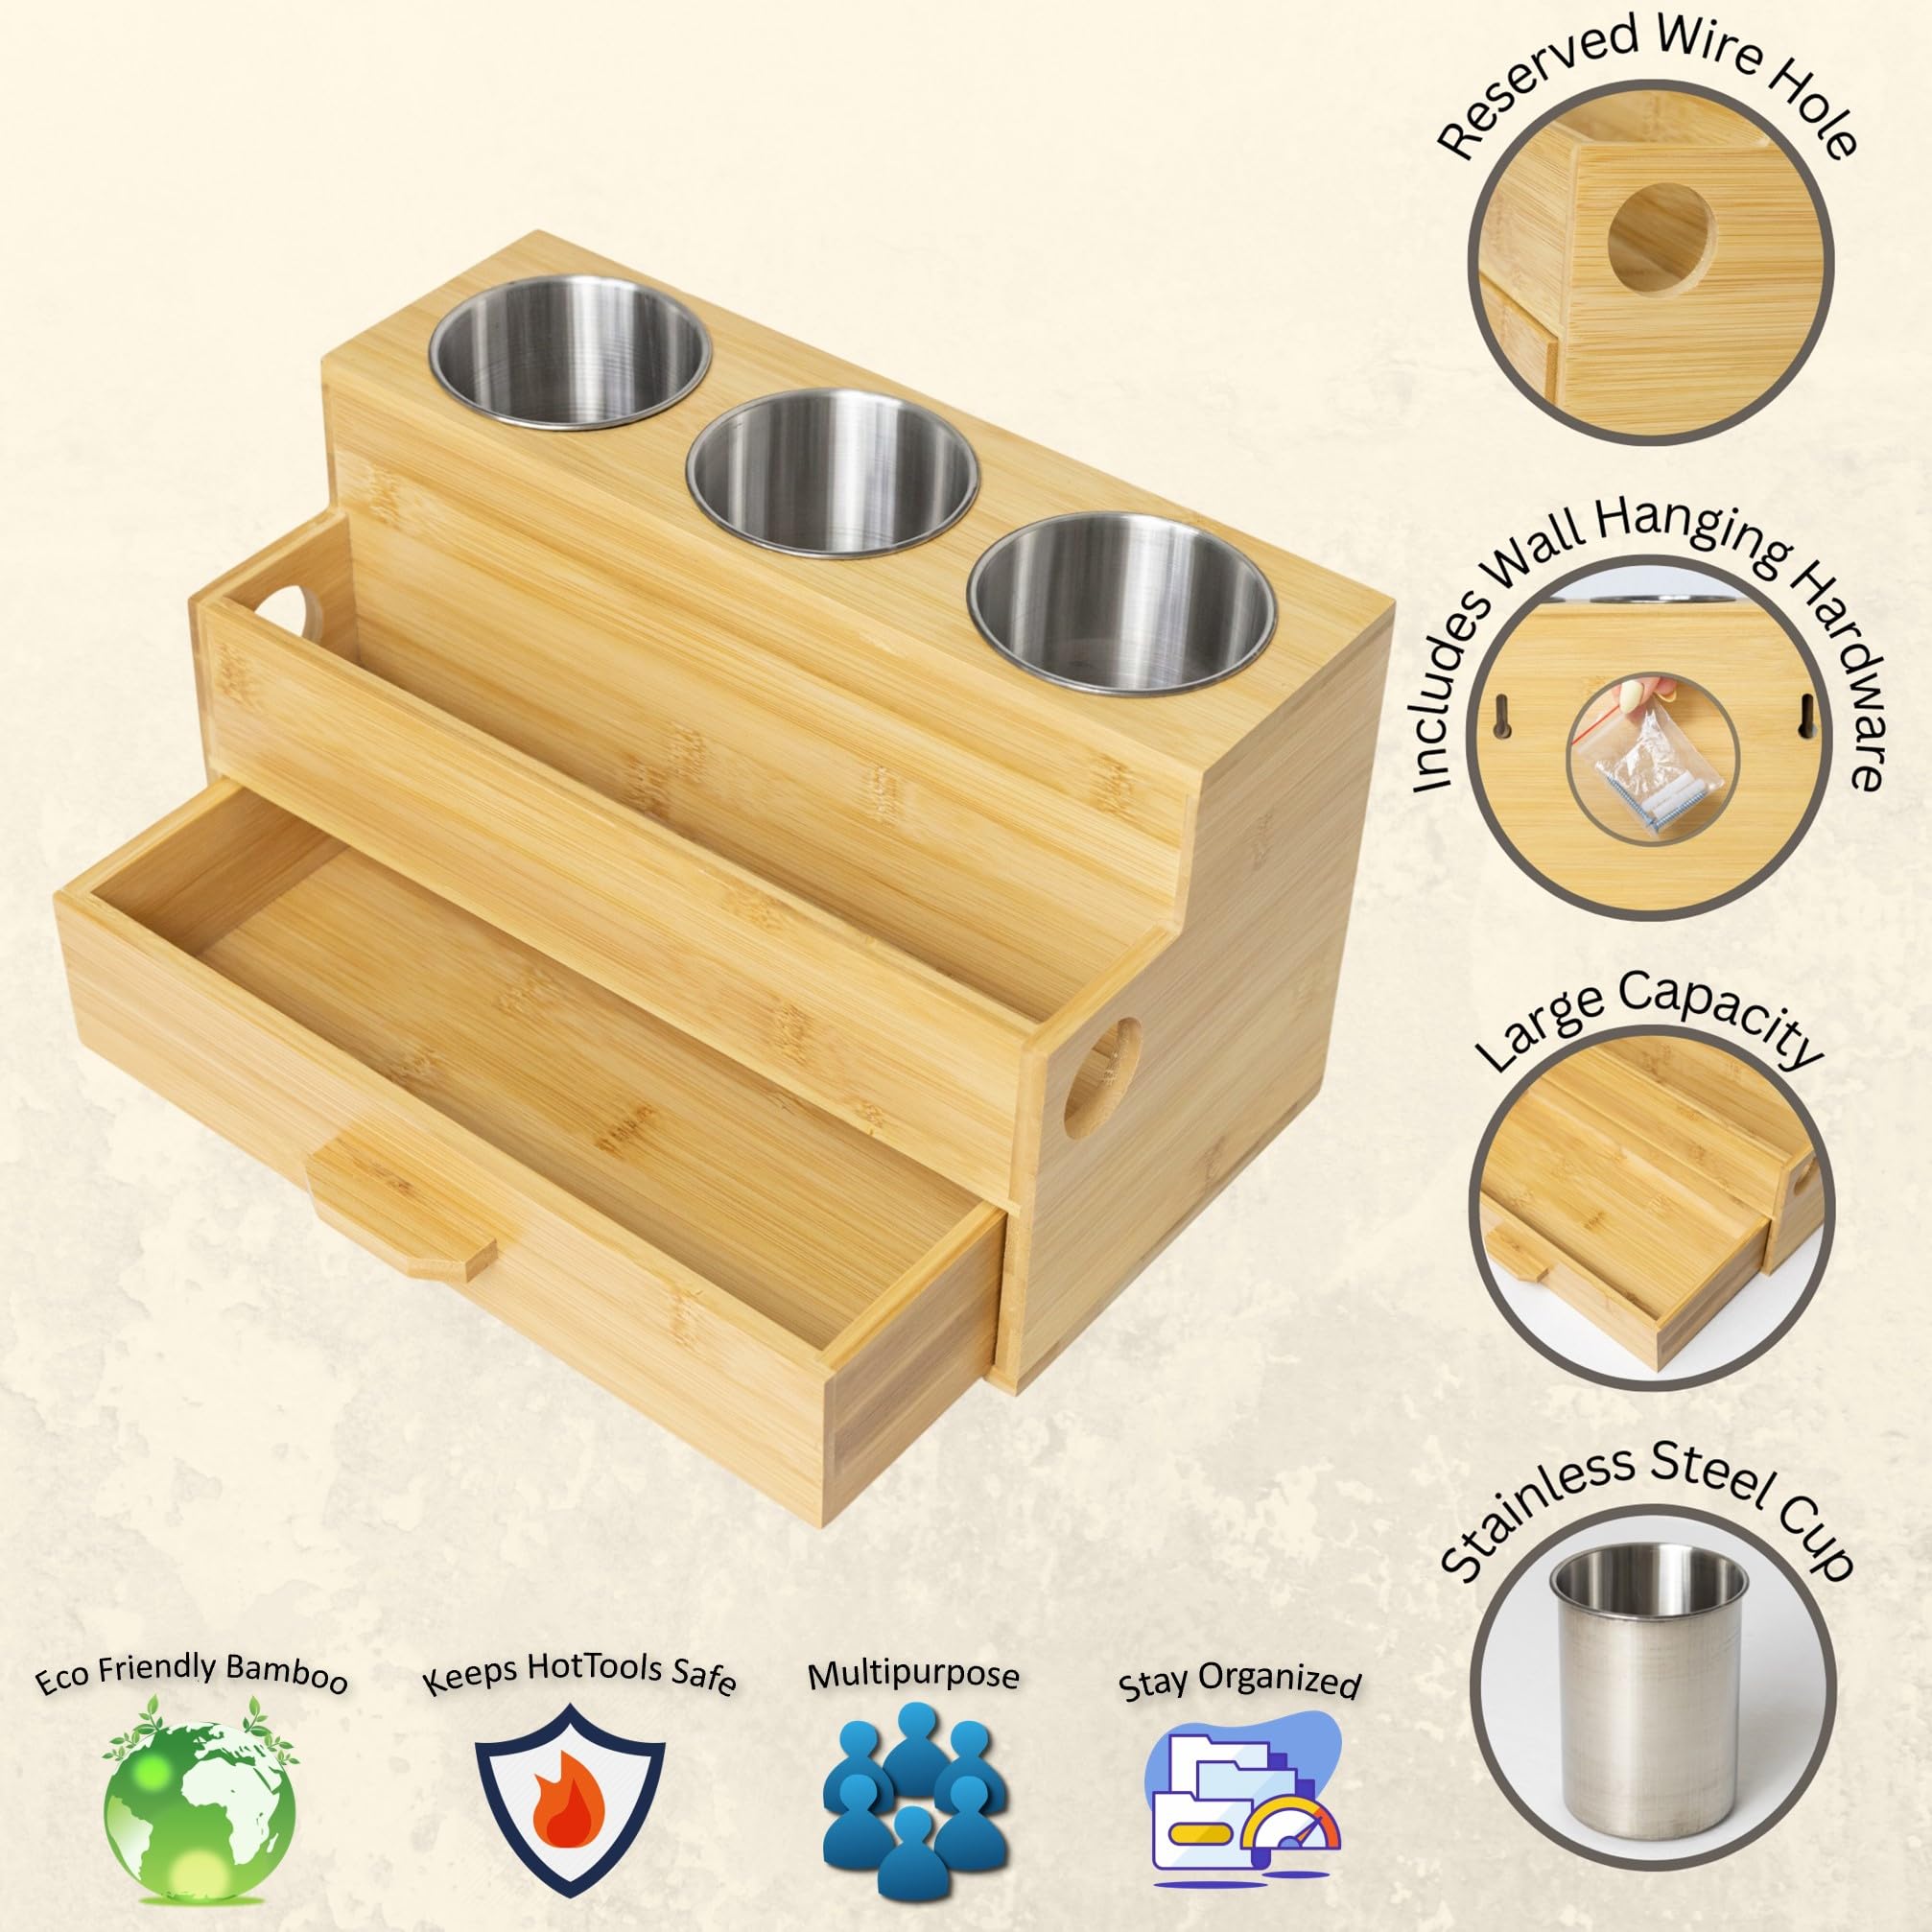 Reserved Wire Hole
Includes Wall Hanging Hardware
Large Capacity
Stainless Steel Cup
Eco Friendly Bamboo
Keeps HotTools Safe
Multipurpose
Stay Organized